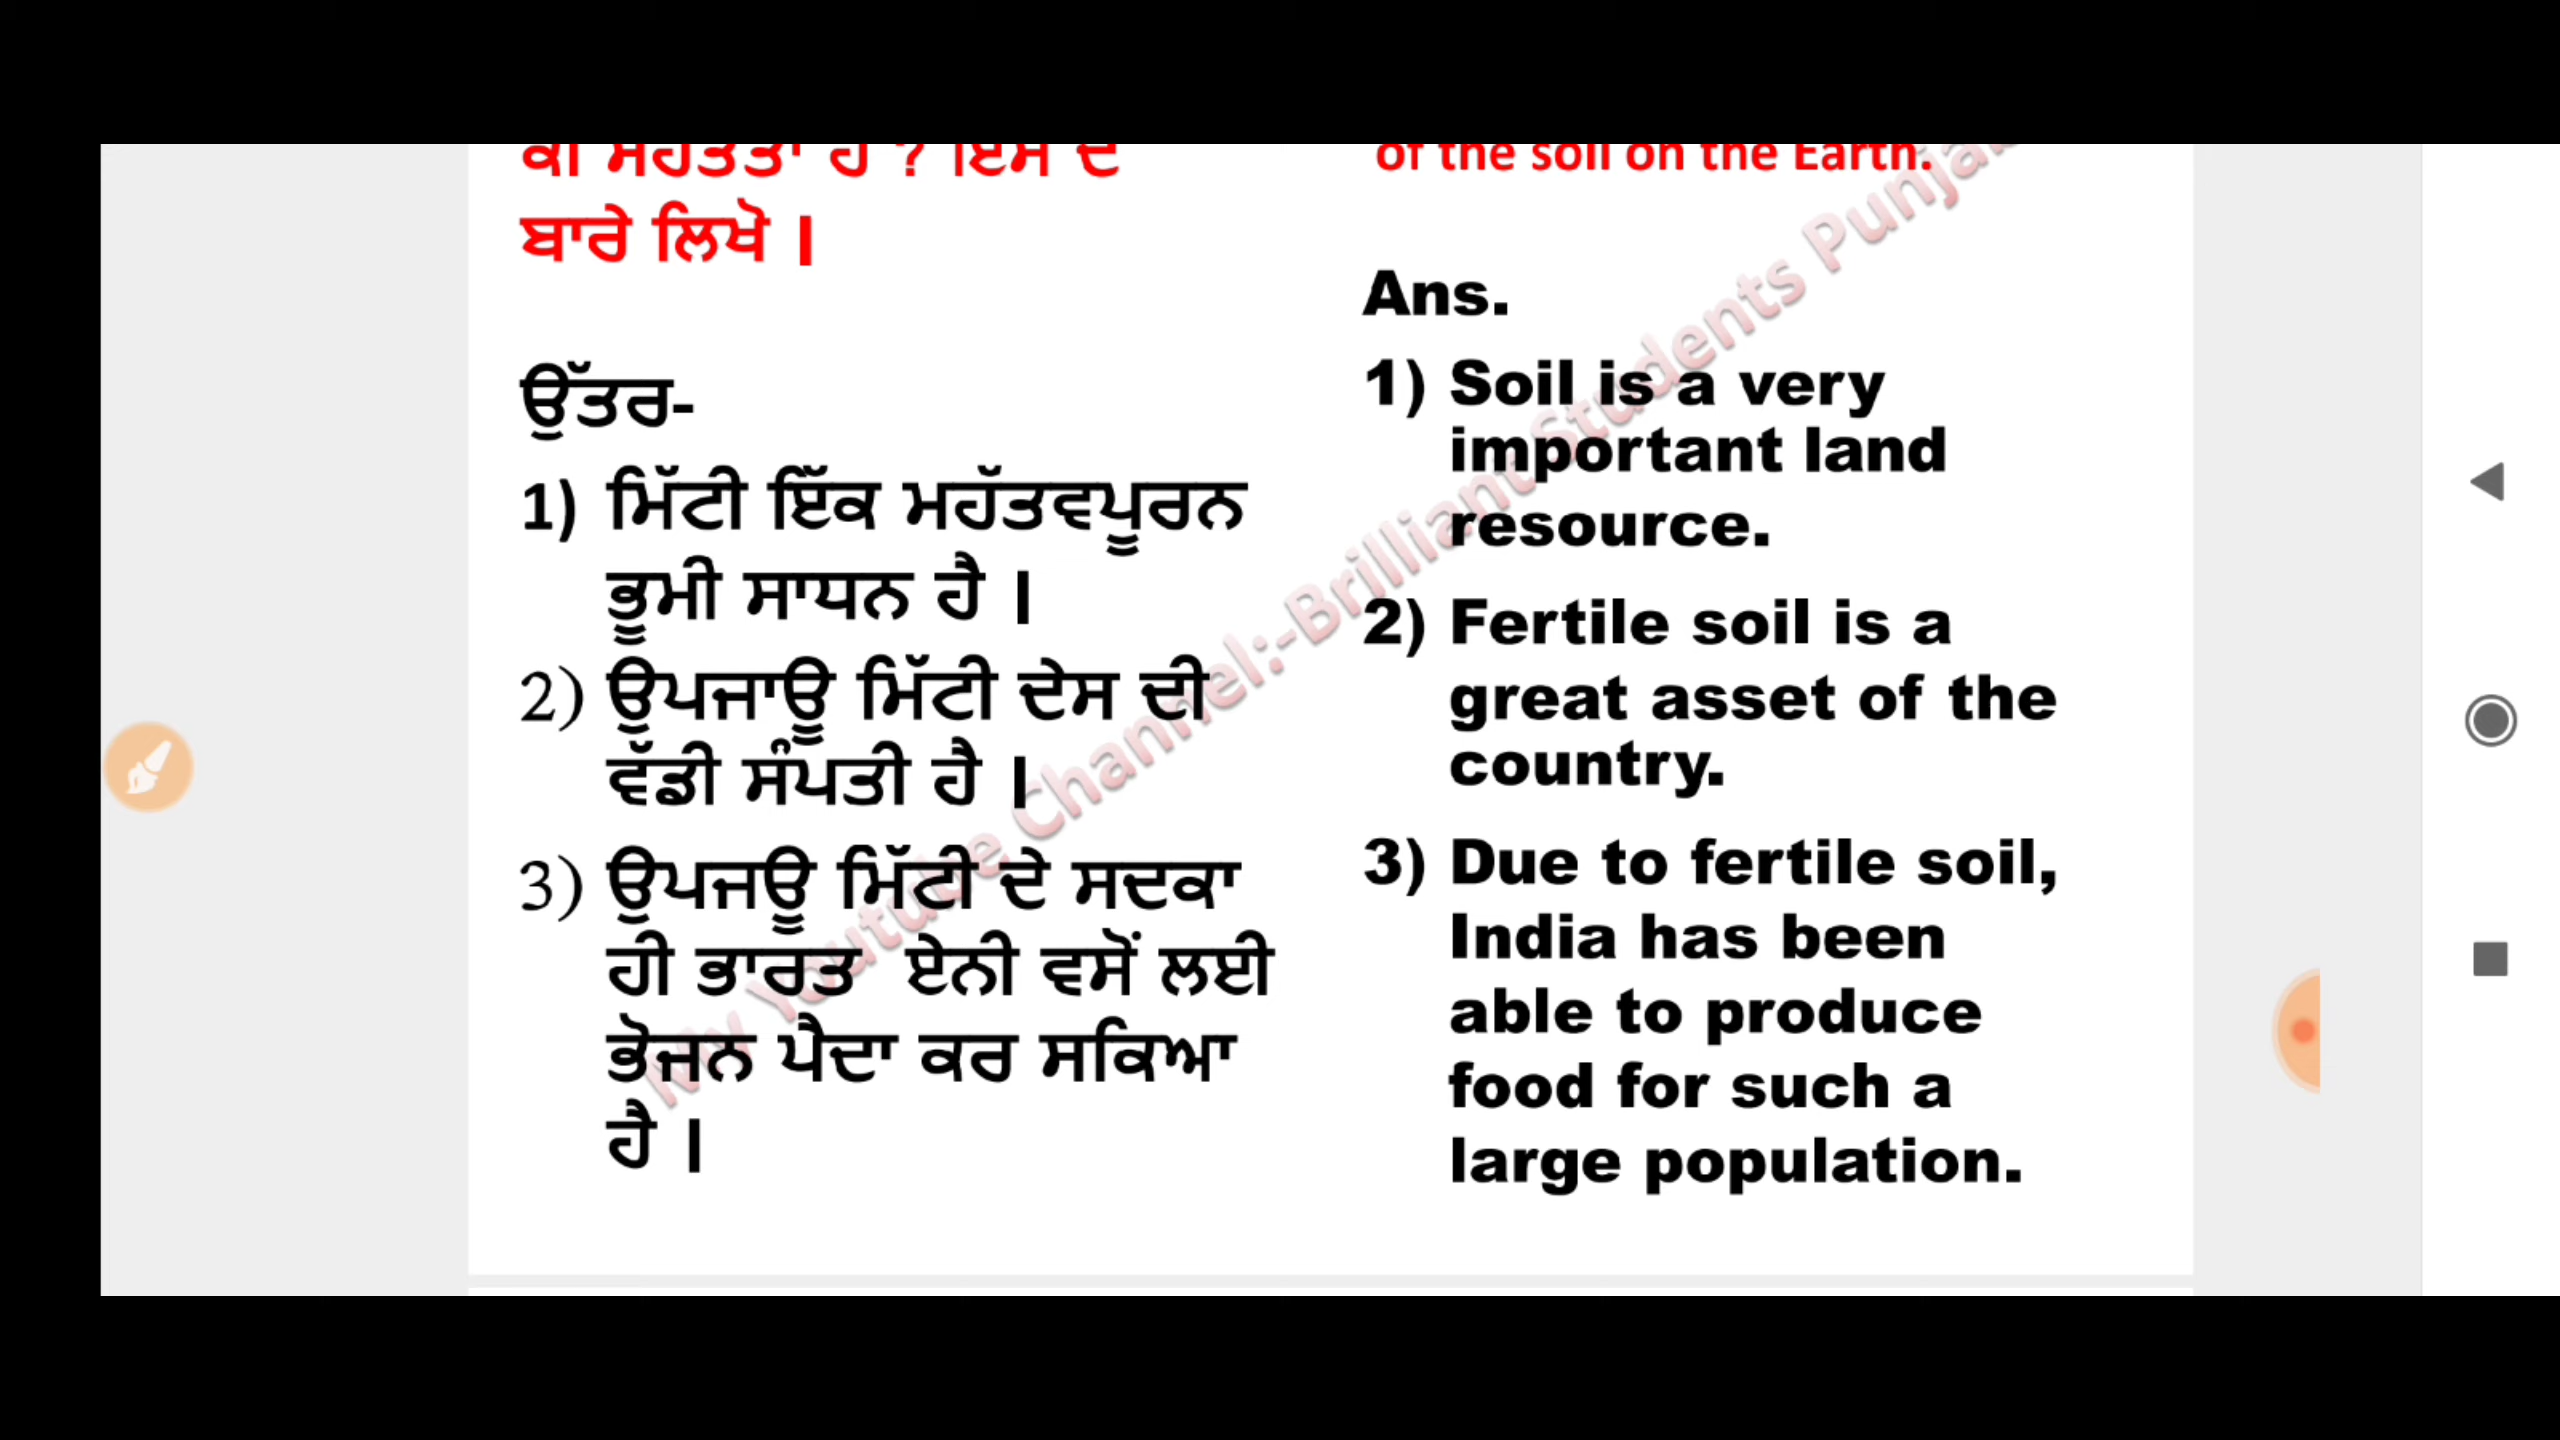 ਕੀ ਮਹੱਤਤਾ ਹੈ ? ਇਸ ਦੇ
ਬਾਰੇ ਲਿਖੋ ।
ਉੱਤਰ-
1) ਮਿੱਟੀ ਇੱਕ ਮਹੱਤਵਪੂਰਨ
ਭੂਮੀ ਸਾਧਨ ਹੈ ।
2) ਉਪਜਾਊ ਮਿੱਟੀ ਦੇਸ ਦੀ
ਵੱਡੀ ਸੰਪਤੀ ਹੈ ।
3) ਉਪਜਊ ਮਿੱਟੀ ਦੇ ਸਦਕਾ
ਹੀ ਭਾਰਤ ਏਨੀ ਵਸੋਂ ਲਈ
ਭੋਜਨ ਪੈਦਾ ਕਰ ਸਕਿਆ
ਹੈ ।
of the soil on the Earth.
Ans.
1) Soil is a very
important land
resource.
2) Fertile soil is a
great asset of the
country.
3) Due to fertile soil,
India has been
able to produce
food for such a
large population.
My Youtube Channel:-Brilliant Students Punjab